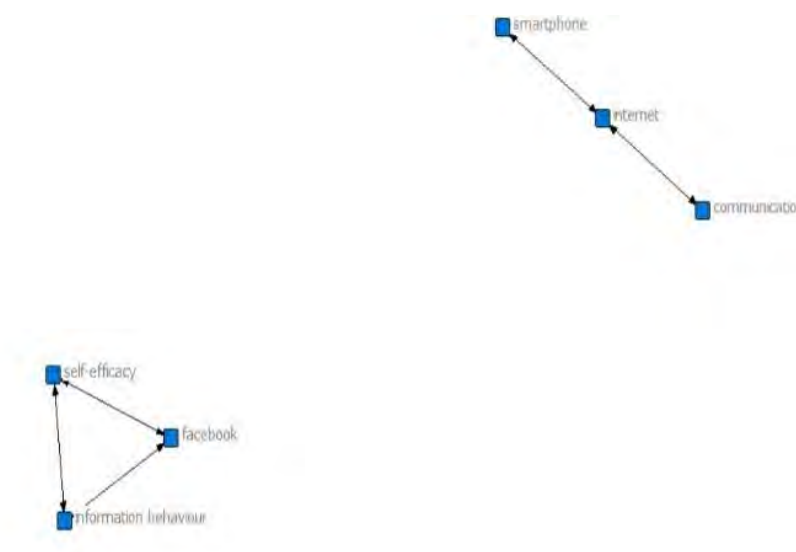 smartphone
internet
communicatio
self-efficacy
facebook
information behaviour